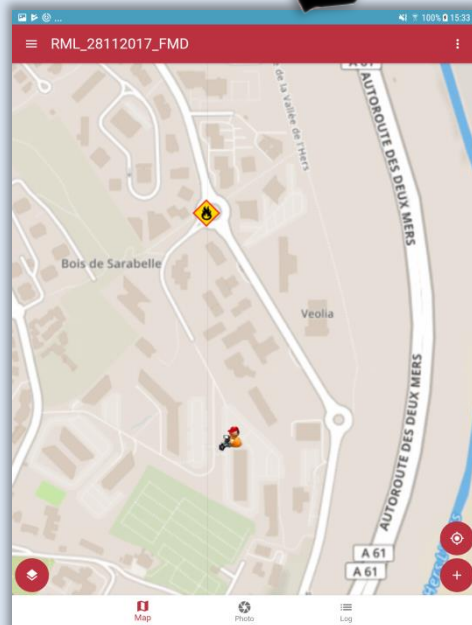 100% 15:33
RML_28112017_FMD
A 61
de la Vallée de l'Hers
AUTOROUTE DES DEUX MERS
Bois de Sarabelle
Veolia
AUTOROUTE DES DEUX MERS
A 61
A 61
Map
Photo
Log